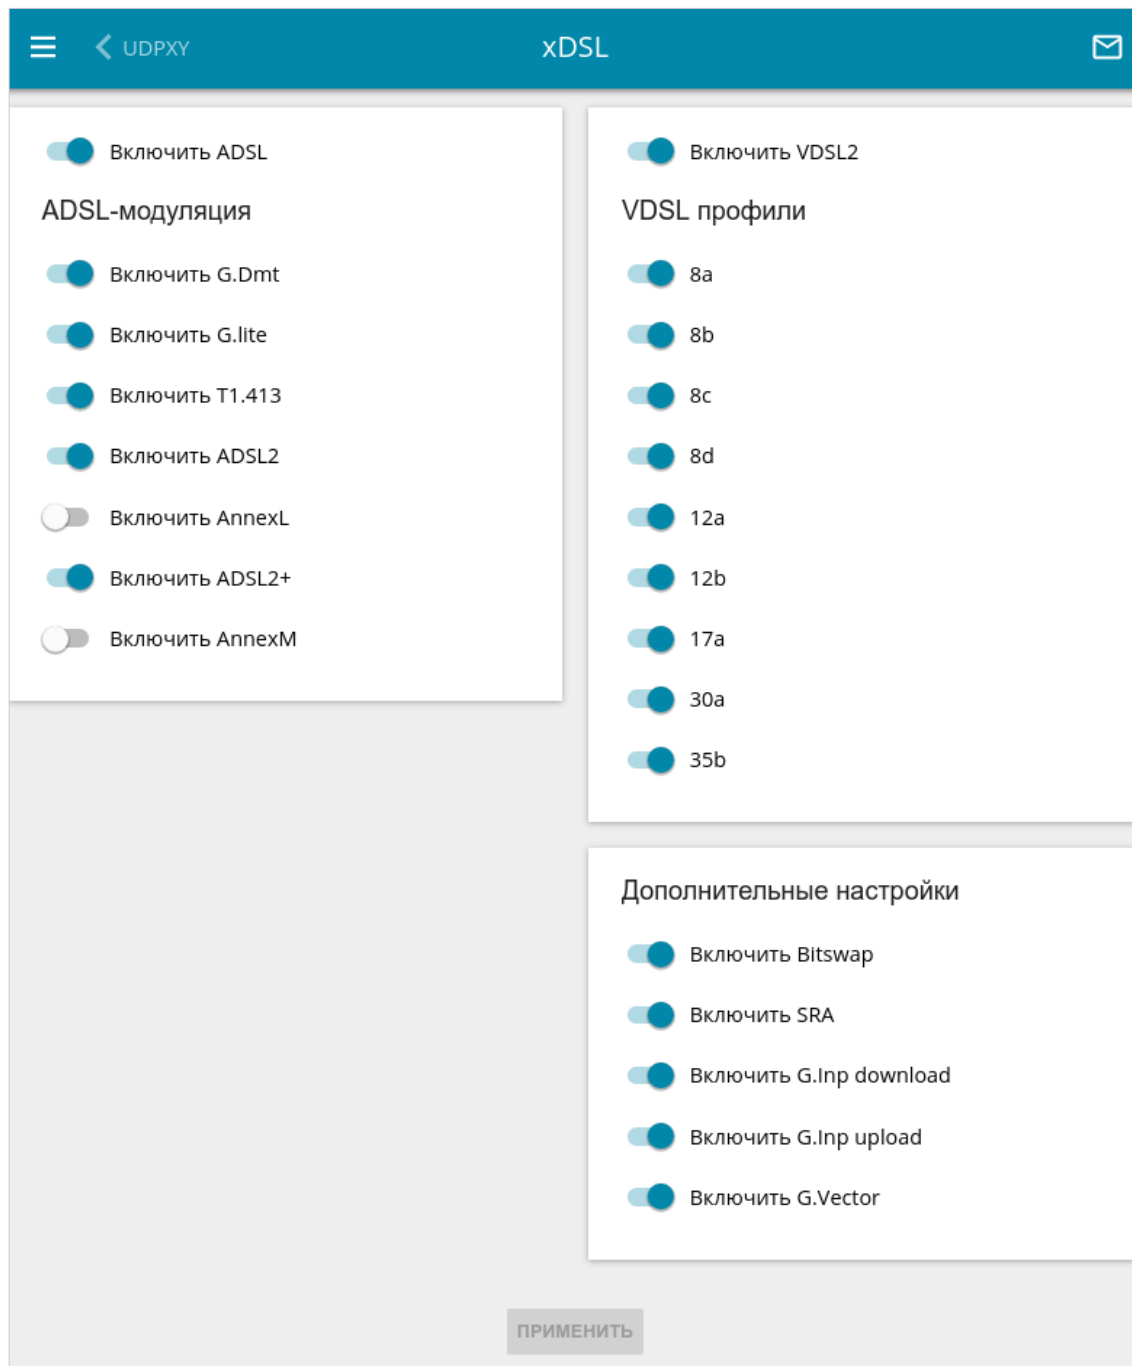 UDPXY
xDSL
Включить ADSL
ADSL-модуляция
Включить G.Dmt
Включить G.lite
Включить T1.413
Включить ADSL2
Включить AnnexL
Включить ADSL2+
Включить AnnexM
Включить VDSL2
VDSL профили
8a
8b
8c
8d
12a
12b
17a
30a
35b
Дополнительные настройки
Включить Bitswap
Включить SRA
Включить G.Inp download
Включить G.Inp upload
Включить G.Vector
ПРИМЕНИТЬ